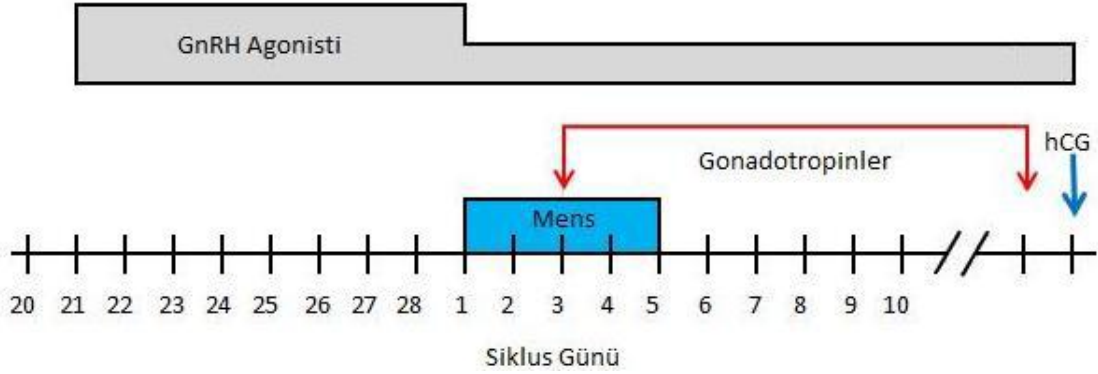 GnRH Agonisti
hCG
Gonadotropinler
Mens
20 21 22 23 24 25 26 27 28 1 2 3 4 5 6 7 8 9 10
Siklus Günü